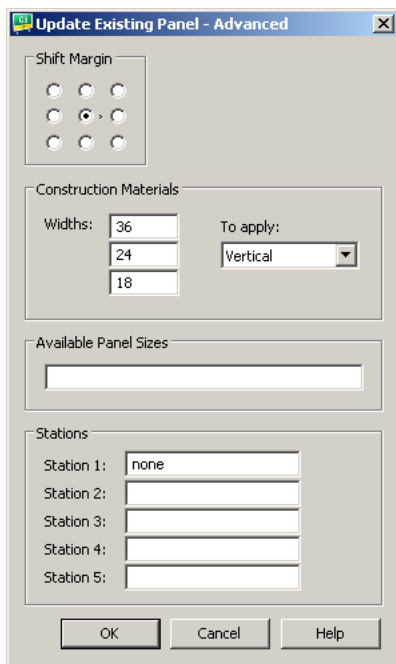 Update Existing Panel - Advanced
Shift Margin
Construction Materials
Widths: 36 To apply:
24 Vertical
18
Available Panel Sizes
Stations
Station 1: none
Station 2:
Station 3:
Station 4:
Station 5:
OK Cancel Help